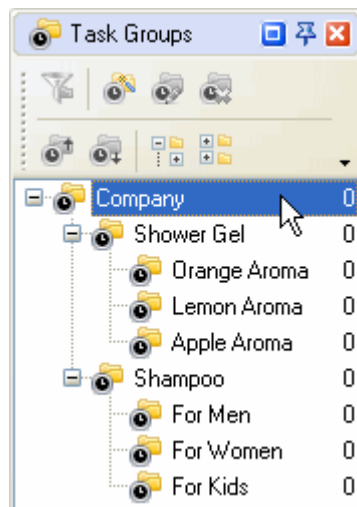 Task Groups
Company 0
Shower Gel 0
Orange Aroma 0
Lemon Aroma 0
Apple Aroma 0
Shampoo 0
For Men 0
For Women 0
For Kids 0